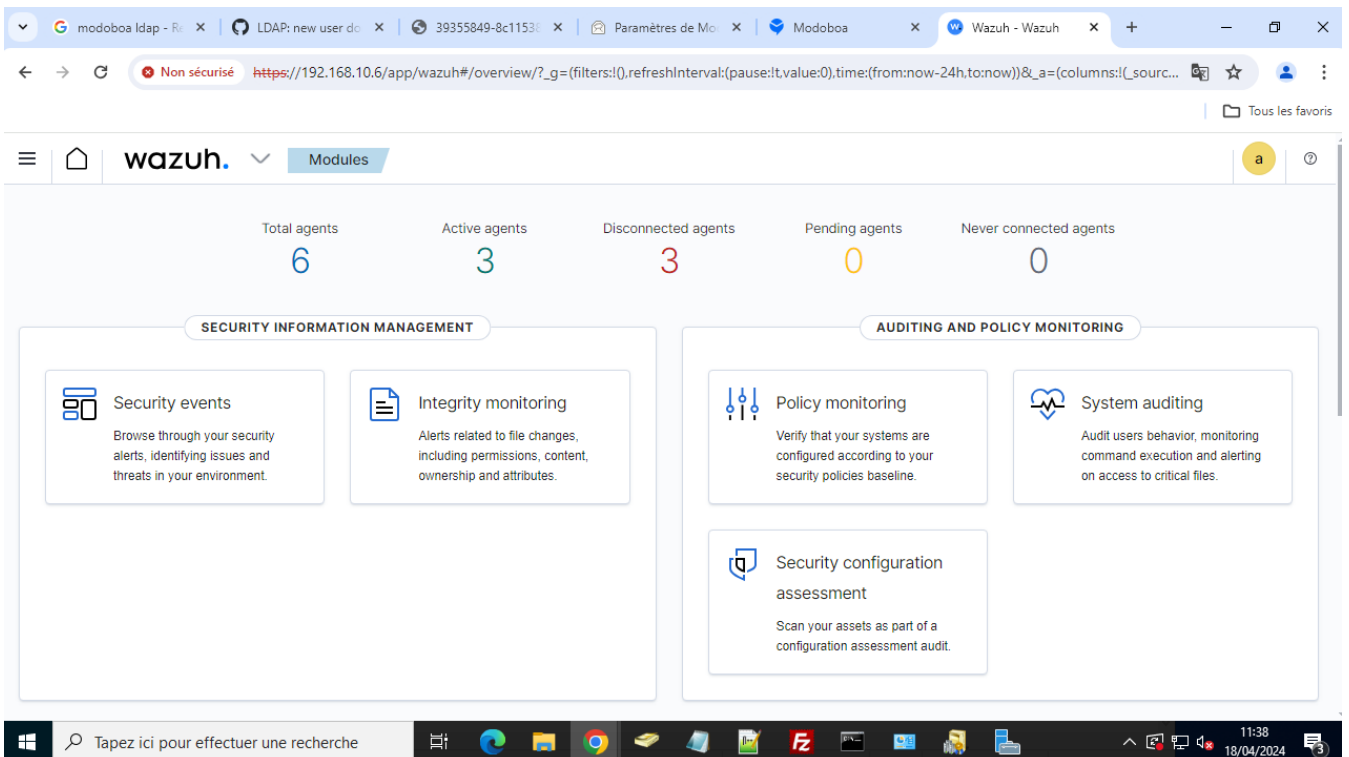 modoboa ldap - Re
LDAP: new user do
39355849-8c11538
Paramètres de Mo
Modoboa
Wazuh - Wazuh
Non sécurisé
https://192.168.10.6/app/wazuh#/overview/?_g=(filters:!(),refreshInterval:(pause:!t,value:0),time:(from:now-24h,to:now))&_a=(columns:!(_sourc...
Tous les favoris
wazuh.
Modules
a
Total agents
Active agents
Disconnected agents
Pending agents
Never connected agents
6
3
3
0
0
SECURITY INFORMATION MANAGEMENT
Security events
Browse through your security
alerts, identifying issues and
threats in your environment.
Integrity monitoring
Alerts related to file changes,
including permissions, content,
ownership and attributes.
AUDITING AND POLICY MONITORING
Policy monitoring
Verify that your systems are
configured according to your
security policies baseline.
System auditing
Audit users behavior, monitoring
command execution and alerting
on access to critical files.
Security configuration
assessment
Scan your assets as part of a
configuration assessment audit.
Tapez ici pour effectuer une recherche
11:38
18/04/2024
3